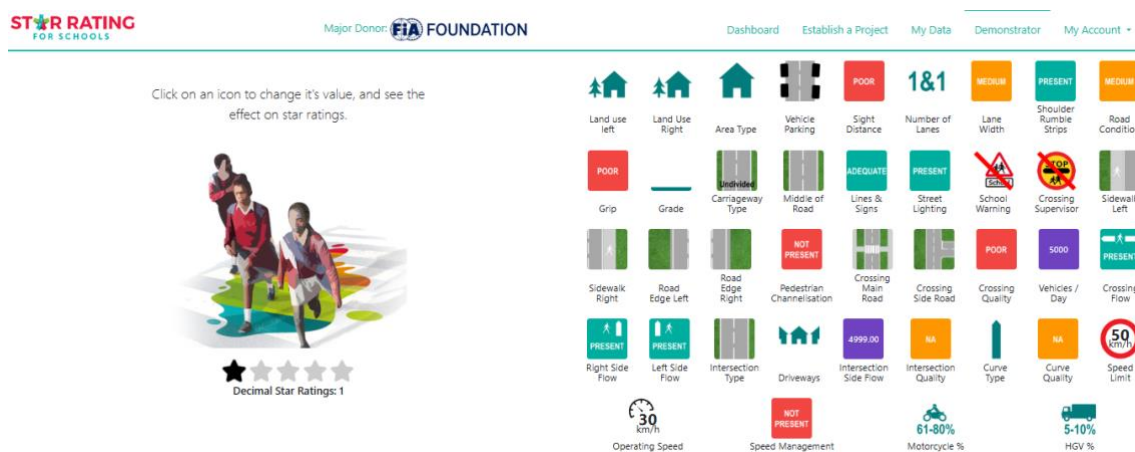 STAR RATING
FOR SCHOOLS
Major Donor: FiA FOUNDATION
Dashboard Establish a Project My Data Demonstrator My Account
Click on an icon to change it's value, and see the
effect on star ratings.
Decimal Star Ratings: 1
POOR 1&1 MEDIUM PRESENT MEDIUM
Land use
left
Land Use
Right
Area Type
Vehicle
Parking
Sight
Distance
Number of
Lanes
Lane
Width
Shoulder
Rumble
Strips
Road
Condition
POOR Undivided ADEQUATE PRESENT School STOP
Grip
Grade
Carriageway
Type
Middle of
Road
Lines &
Signs
Street
Lighting
School
Warning
Crossing
Supervisor
Sidewalk
Left
NOT
PRESENT
POOR 5000 PRESENT
Sidewalk
Right
Road
Edge Left
Road
Edge
Right
Pedestrian
Channelisation
Crossing
Main
Road
Crossing
Side Road
Crossing
Quality
Vehicles /
Day
Crossing
Flow
PRESENT PRESENT 4999.00 NA NA 50
km/h
Right Side
Flow
Left Side
Flow
Intersection
Type
Driveways
Intersection
Side Flow
Intersection
Quality
Curve
Type
Curve
Quality
Speed
Limit
30
km/h
NOT
PRESENT
61-80% 5-10%
Operating Speed Speed Management Motorcycle % HGV %